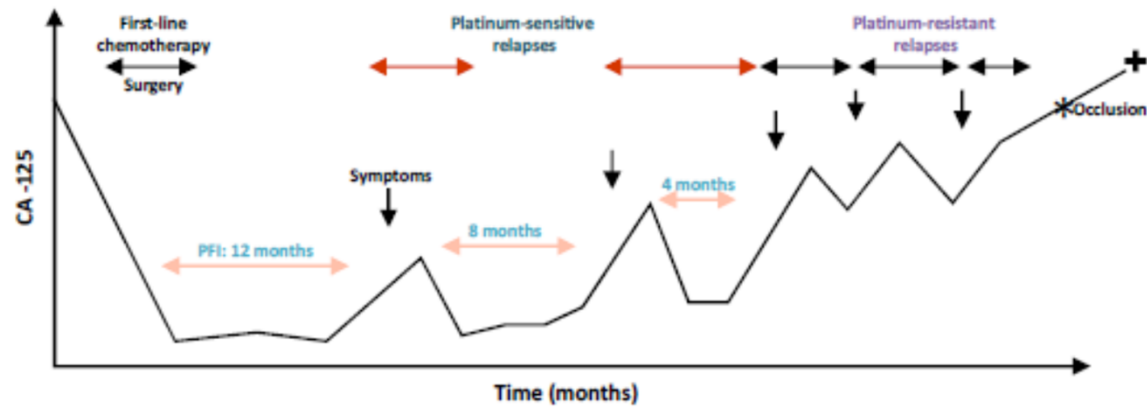 First-line
chemotherapy
Surgery
Platinum-sensitive
relapses
Platinum-resistant
relapses
Occlusion
Symptoms
4 months
8 months
PFI: 12 months
CA -125
Time (months)